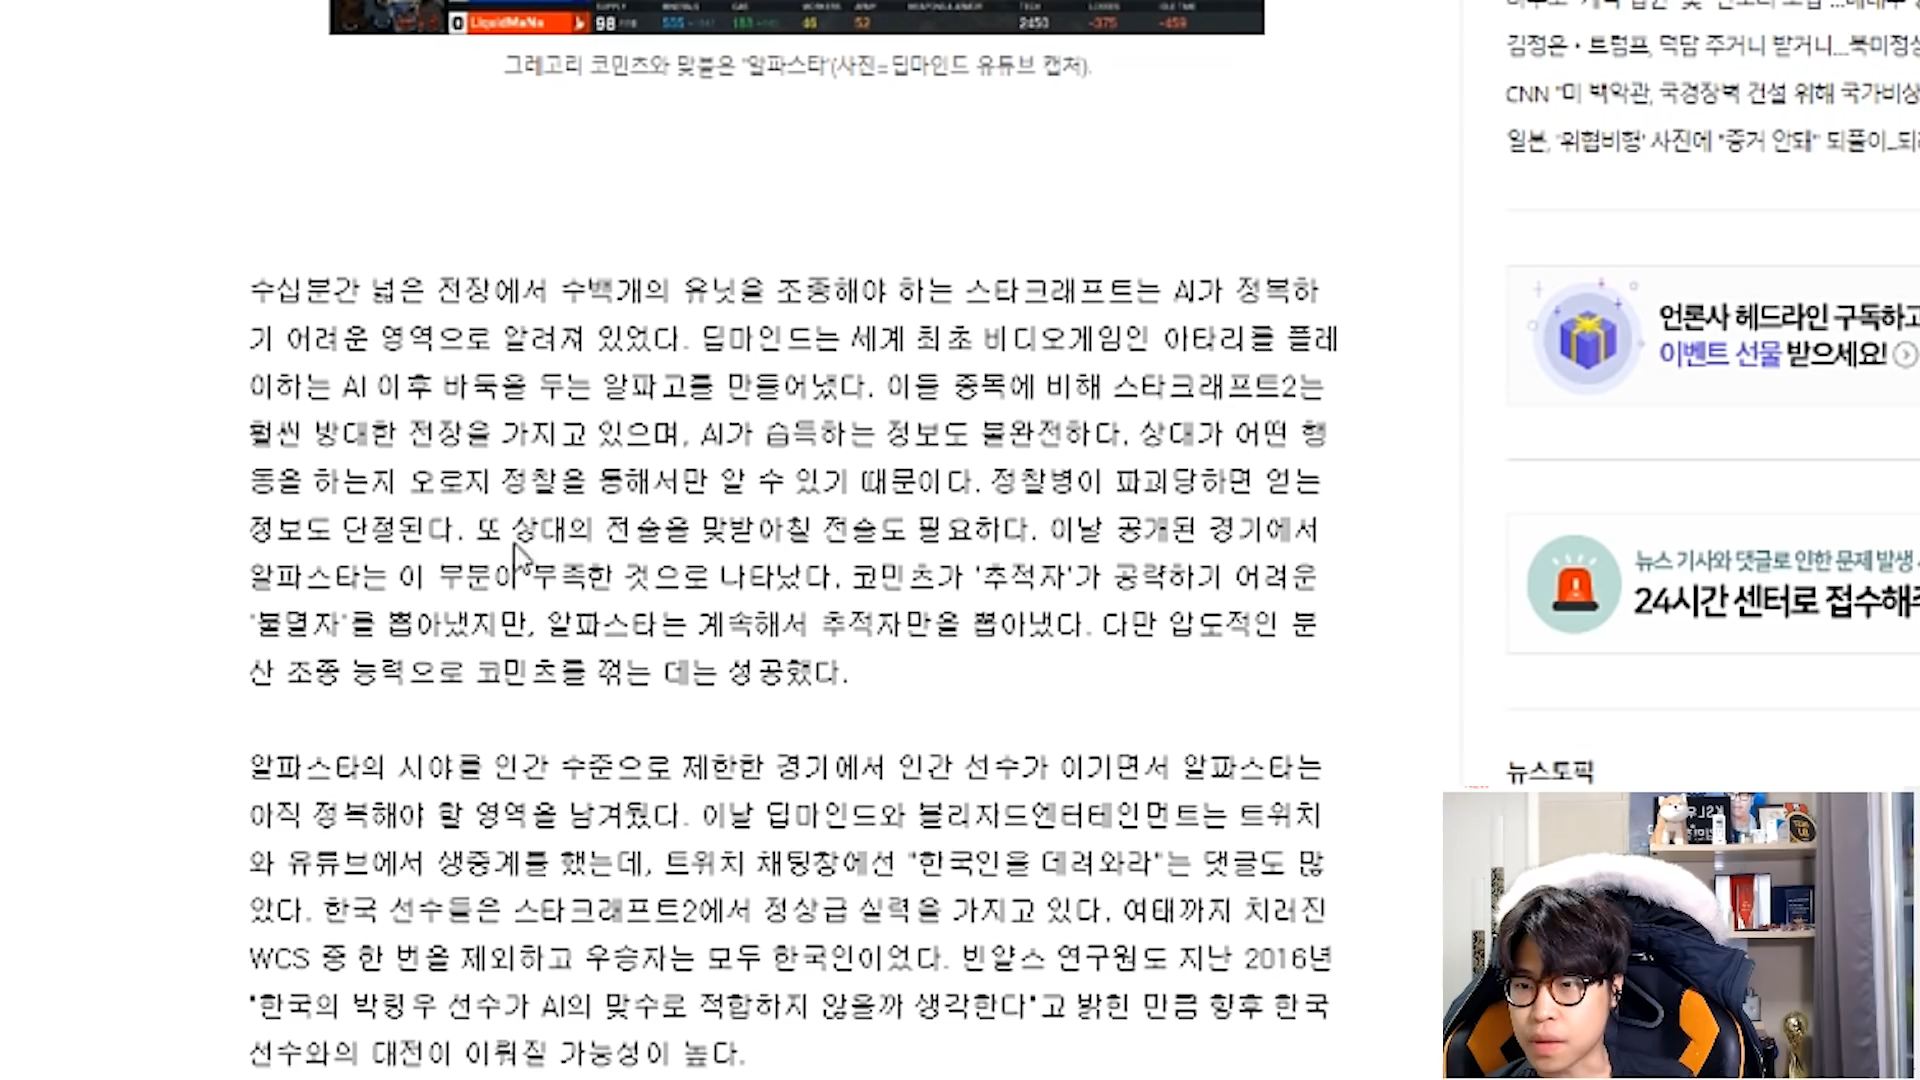 0 LiquidMaNa 98
그레고리 코민츠와 맞붙은 '알파스타'(사진=딥마인드 유튜브 캡처).
수십분간 넓은 전장에서 수백개의 유닛을 조종해야 하는 스타크래프트는 AI가 정복하
기 어려운 영역으로 알려져 있었다. 딥마인드는 세계 최초 비디오게임인 아타리를 플레
이하는 AI 이후 바둑을 두는 알파고를 만들어냈다. 이들 종목에 비해 스타크래프트2는
훨씬 방대한 전장을 가지고 있으며, AI가 습득하는 정보도 불완전하다. 상대가 어떤 행
동을 하는지 오로지 정찰을 통해서만 알 수 있기 때문이다. 정찰병이 파괴당하면 얻는
정보도 단절된다. 또 상대의 전술을 맞받아칠 전술도 필요하다. 이날 공개된 경기에서
알파스타는 이 부분이 부족한 것으로 나타났다. 코민츠가 '추적자'가 공략하기 어려운
'불멸자'를 뽑아냈지만, 알파스타는 계속해서 추적자만을 뽑아냈다. 다만 압도적인 분
산 조종 능력으로 코민츠를 꺾는 데는 성공했다.
알파스타의 시야를 인간 수준으로 제한한 경기에서 인간 선수가 이기면서 알파스타는
아직 정복해야 할 영역을 남겨뒀다. 이날 딥마인드와 블리자드엔터테인먼트는 트위치
와 유튜브에서 생중계를 했는데, 트위치 채팅창에선 "한국인을 데려와라"는 댓글도 많
았다. 한국 선수들은 스타크래프트2에서 정상급 실력을 가지고 있다. 여태까지 치러진
WCS 중 한 번을 제외하고 우승자는 모두 한국인이었다. 빈얄스 연구원도 지난 2016년
"한국의 박령우 선수가 AI의 맞수로 적합하지 않을까 생각한다"고 밝힌 만큼 향후 한국
선수와의 대전이 이뤄질 가능성이 높다.
김정은·트럼프, 덕담 주거니 받거니...북미정상
CNN "미 백악관, 국경장벽 건설 위해 국가비상
일본, '위협비행' 사진에 "증거 안돼" 되풀이…되
언론사 헤드라인 구독하고
이벤트 선물 받으세요!
뉴스 기사와 댓글로 인한 문제 발생
24시간 센터로 접수해주
뉴스토픽